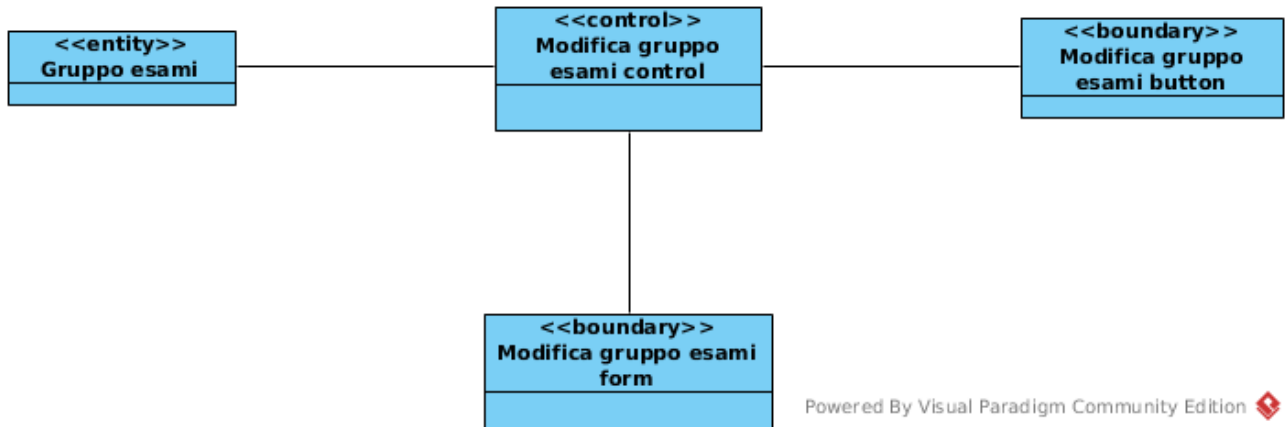 <<entity>>
Gruppo esami
<<control>>
Modifica gruppo
esami control
<<boundary>>
Modifica gruppo
esami button
<<boundary>>
Modifica gruppo esami
form
Powered By Visual Paradigm Community Edition